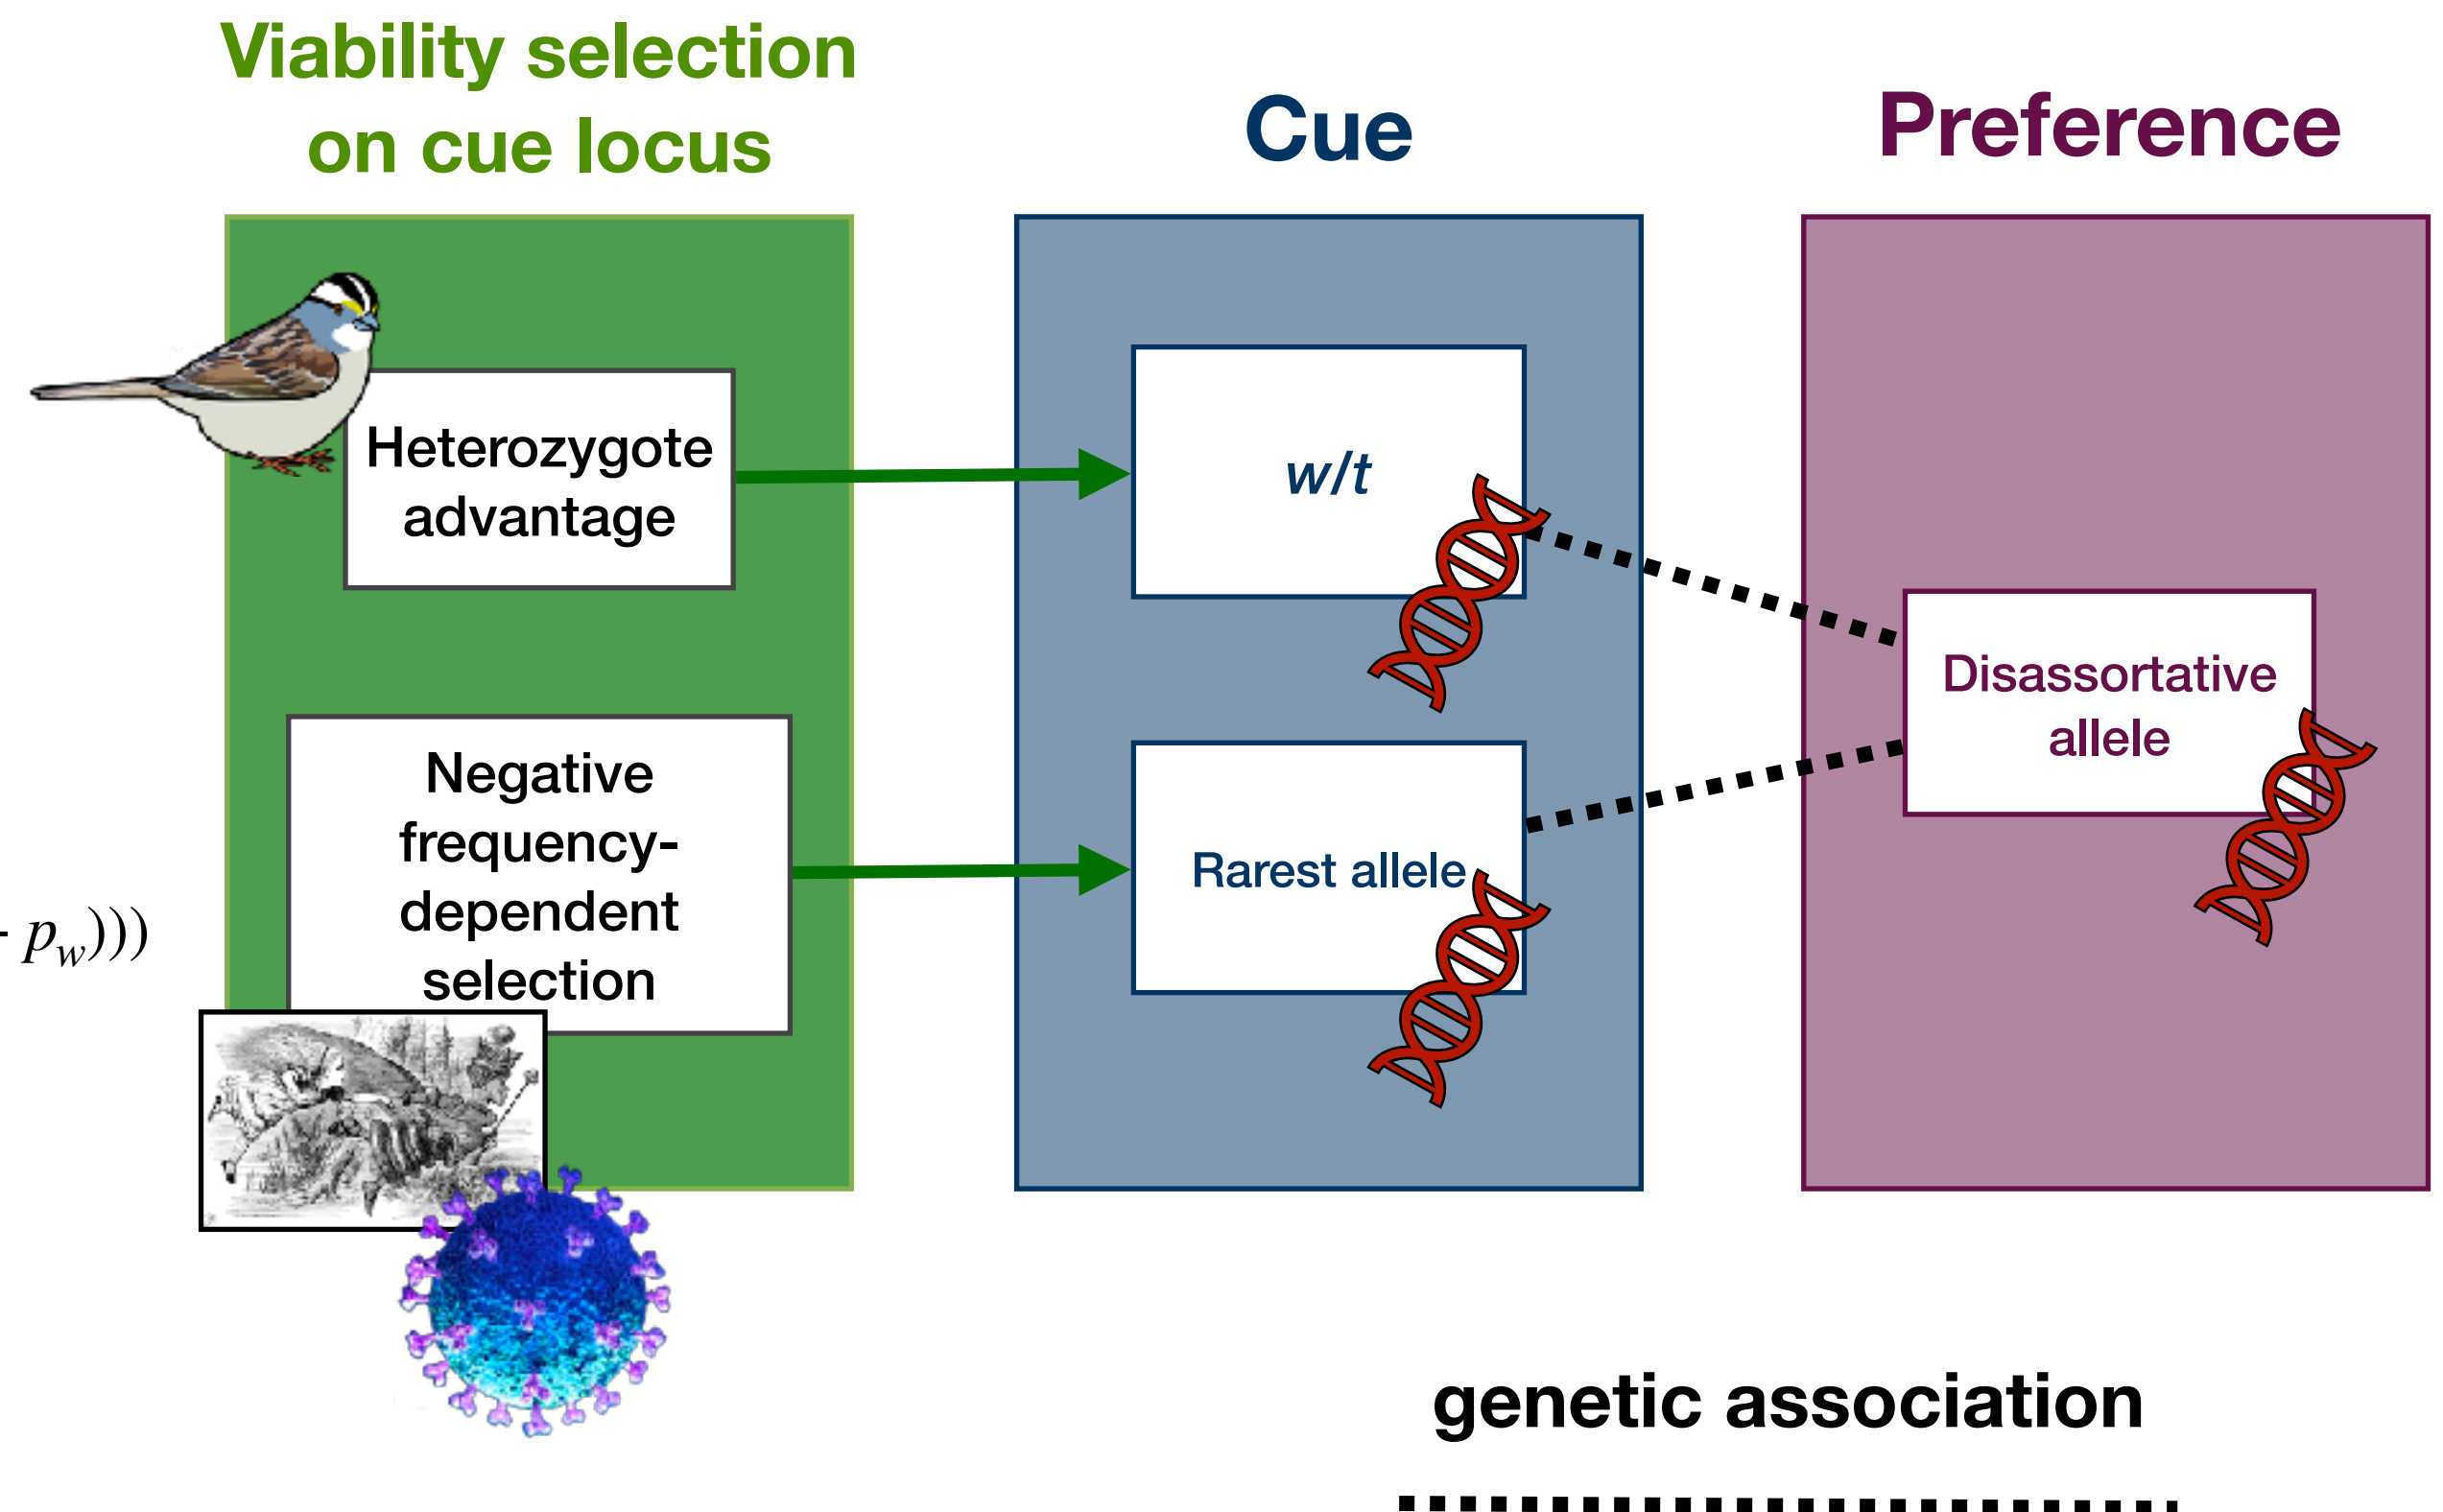 Viability selection
on cue locus
Cue
Preference
Heterozygote
advantage
w/t
Disassortative
allele
Negative
frequency-
dependent
selection
Rarest allele
- p_w)))
genetic association